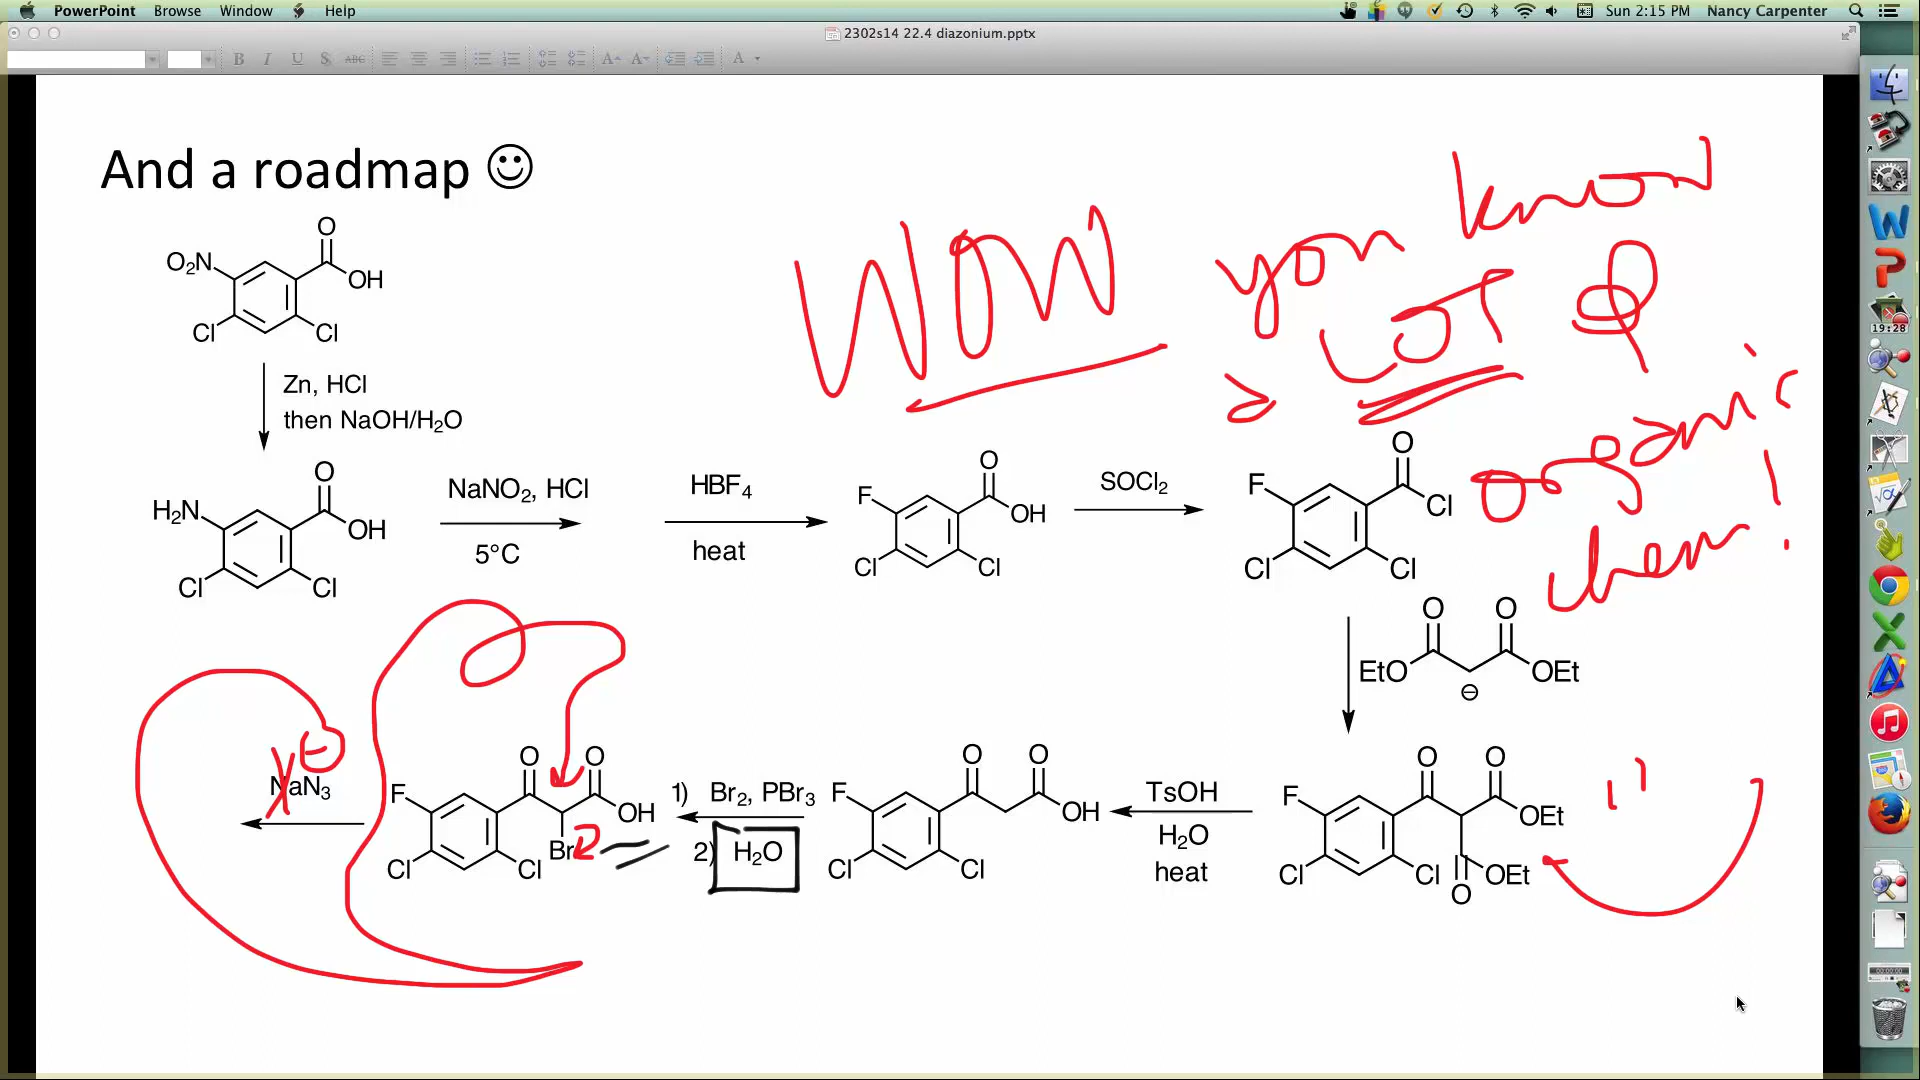 PowerPoint Browse Window Help Sun 2:15 PM Nancy Carpenter
2302s14 22.4 diazonium.pptx
B I U S ABC A A A
And a roadmap ☺
WOW you know
a LOT of
organic
chem!
O
O₂N OH
Cl Cl
Zn, HCl
then NaOH/H₂O
O
H₂N OH
Cl Cl
NaNO₂, HCl
5°C
HBF₄
heat
O
F OH
Cl Cl
SOCl₂
O
F Cl
Cl Cl
O O
EtO OEt
⊖
O O
F OEt
Cl Cl OEt
O
TsOH
H₂O
heat
O O
F OH
Cl Cl
1) Br₂, PBr₃
2) H₂O
O O
F OH
Br
Cl Cl
NaN₃
⊖
19:28